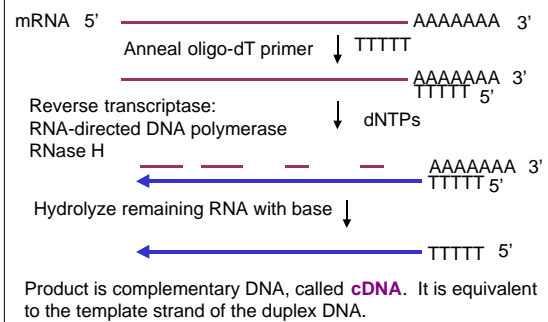 mRNA 5’ AAAAAAA 3’
Anneal oligo-dT primer TTTTT
AAAAAAA 3’
TTTTT 5’
Reverse transcriptase:
RNA-directed DNA polymerase dNTPs
RNase H
AAAAAAA 3’
TTTTT 5’
Hydrolyze remaining RNA with base
TTTTT 5’
Product is complementary DNA, called cDNA. It is equivalent
to the template strand of the duplex DNA.